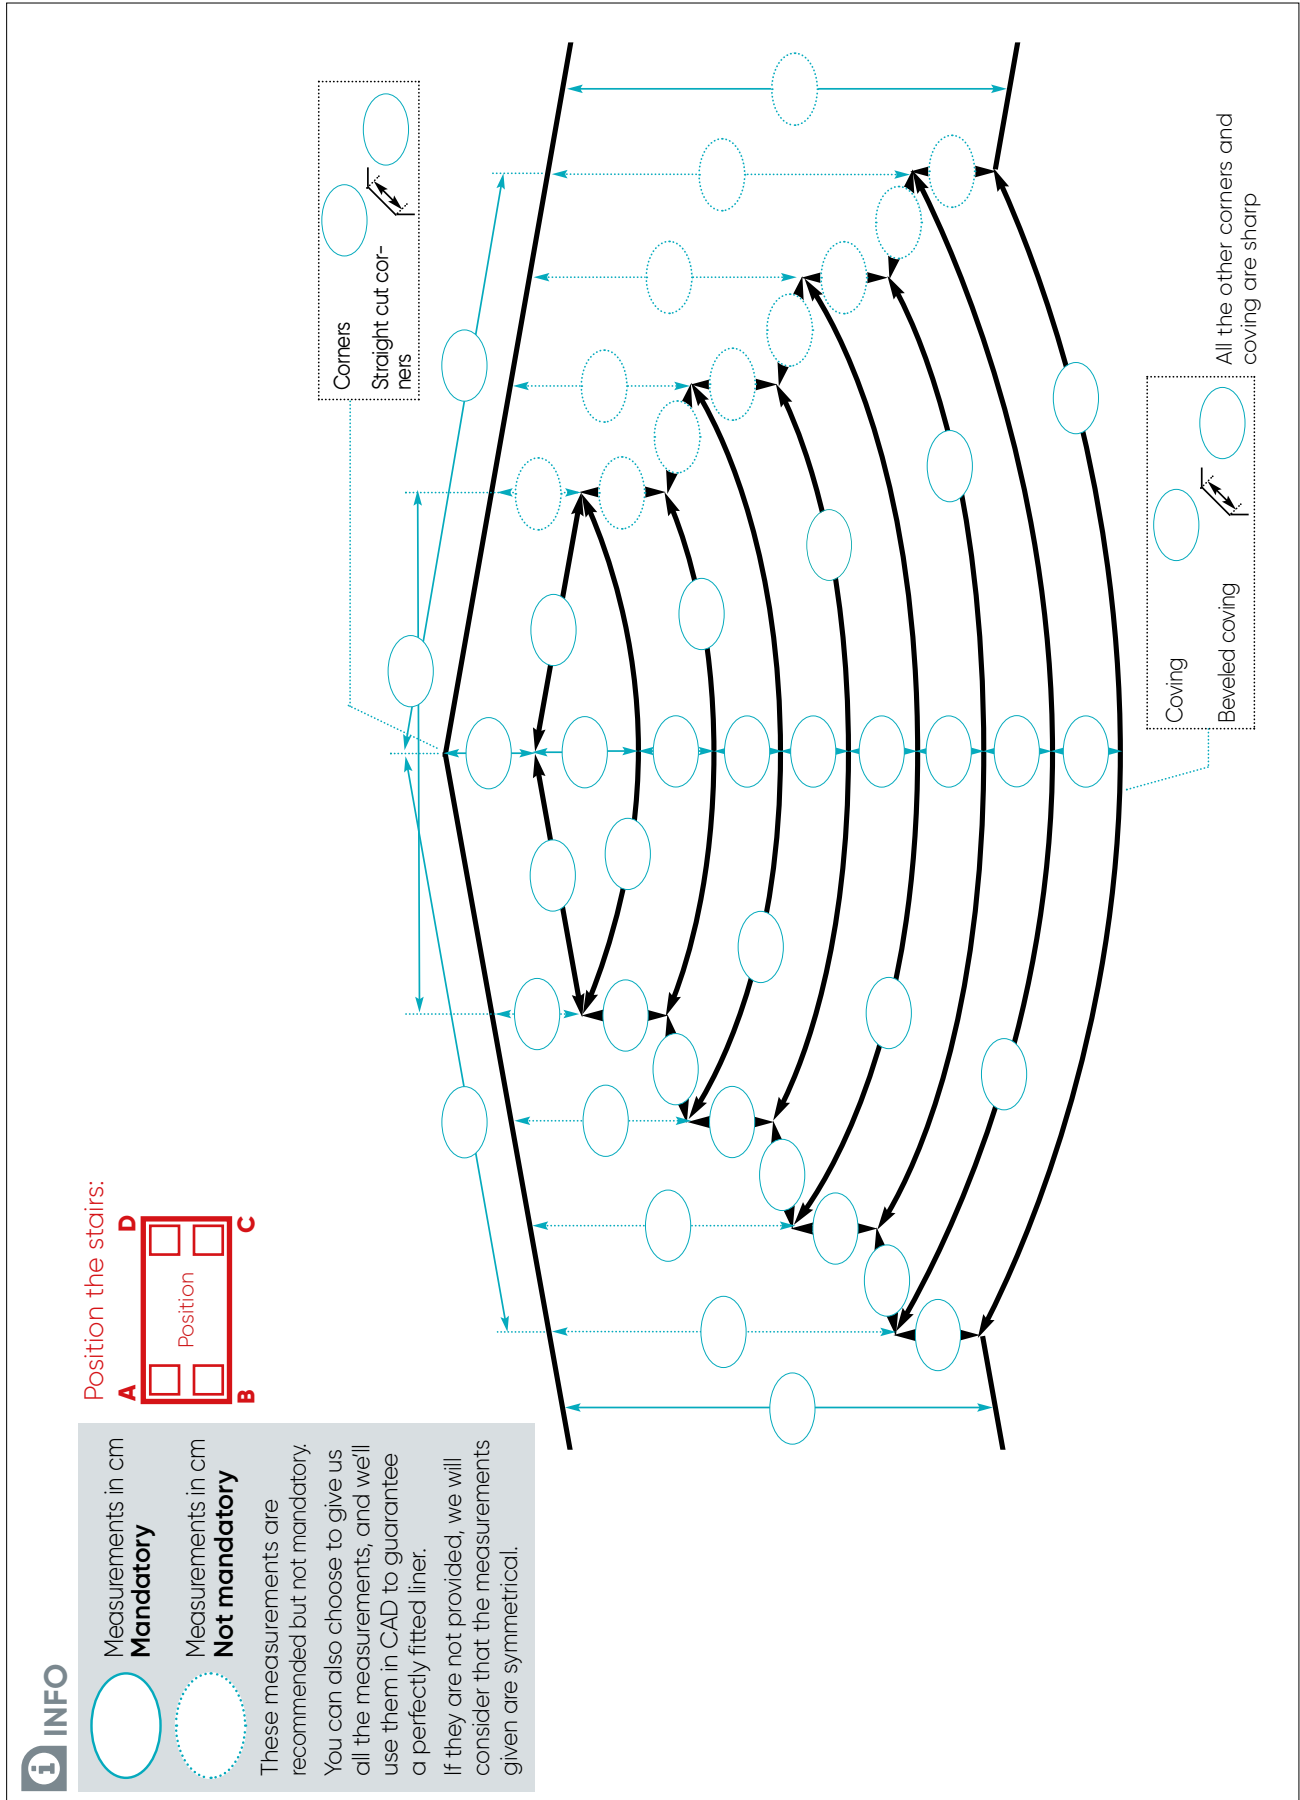 i INFO
Measurements in cm
Mandatory
Measurements in cm
Not mandatory
These measurements are
recommended but not mandatory.
You can also choose to give us
all the measurements, and we'll
use them in CAD to guarantee
a perfectly fitted liner.
If they are not provided, we will
consider that the measurements
given are symmetrical.
Position the stairs:
A
D
Position
B
C
Corners
Straight cut cor-
ners
Coving
Beveled coving
All the other corners and
coving are sharp